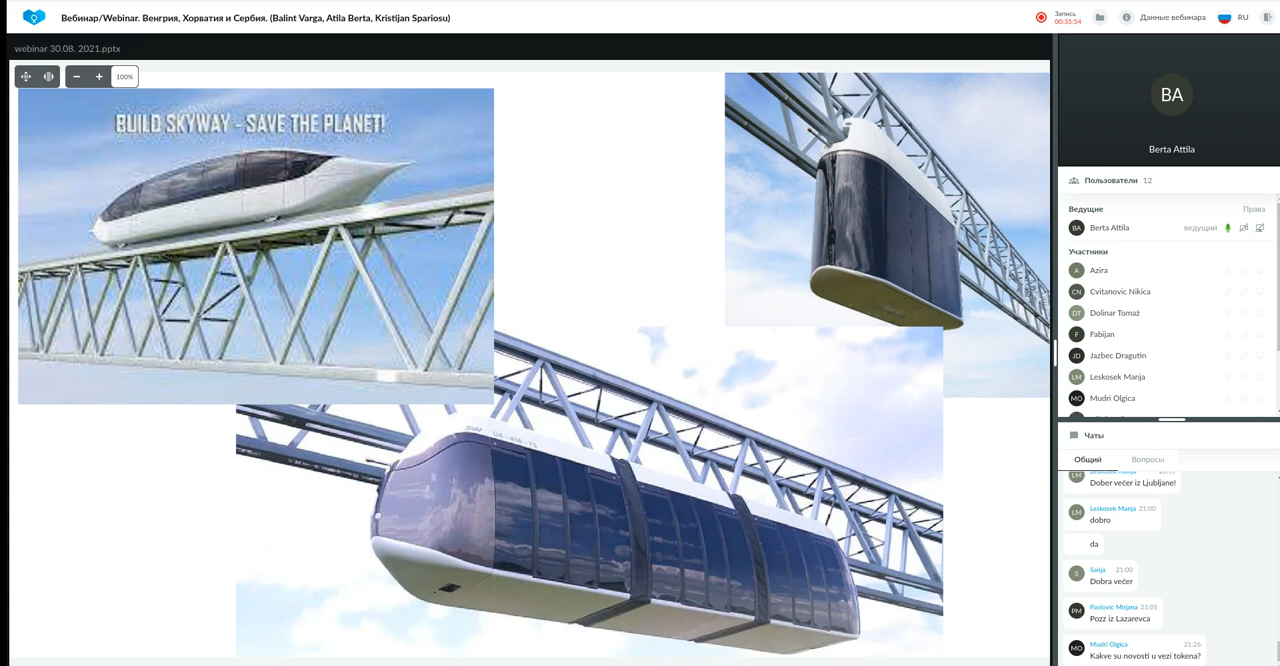 Вебинар/Webinar. Венгрия, Хорватия и Сербия. (Balint Varga, Atila Berta, Kristijan Spariosu)
Запись
00:35:54
Данные вебинара
RU
webinar 30.08. 2021.pptx
100%
BUILD SKYWAY - SAVE THE PLANET!
BA
Berta Attila
Пользователи 12
Ведущие Права
BA Berta Attila ведущий
Участники
A Azira
CN Cvitanovic Nikica
DT Dolinar Tomaž
F Fabijan
JD Jazbec Dragutin
LM Leskosek Manja
MO Mudri Olgica
Чаты
Общий Вопросы
LM Leskosek Manja
Dober večer iz Ljubljane!
LM Leskosek Manja 21:00
dobro
da
S Sanja 21:00
Dobra večer
PM Pavlovic Mirjana 21:01
Pozz iz Lazarevca
MO Mudri Olgica 21:26
Kakve su novosti u vezi tokena?